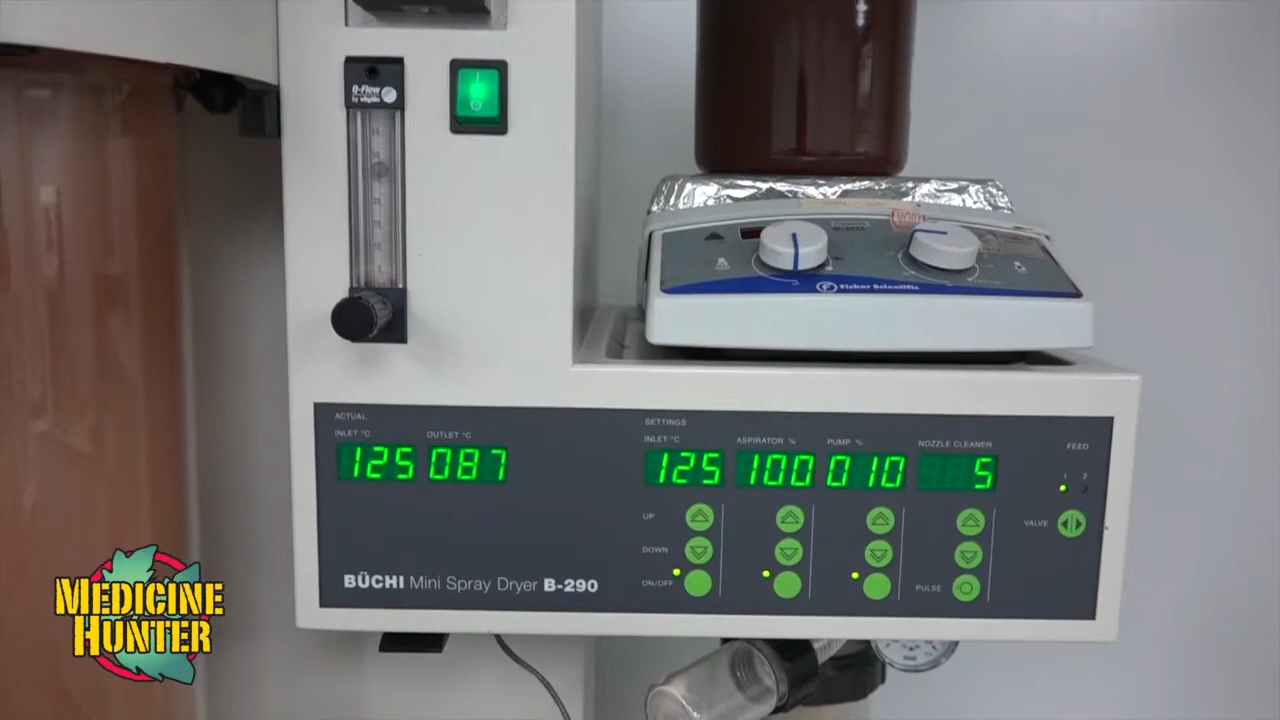 Q-Flow
by vögtlin
Fisher Scientific
ACTUAL
INLET °C
OUTLET °C
125
087
SETTINGS
INLET °C
ASPIRATOR %
PUMP %
NOZZLE CLEANER
FEED
125
100
010
5
1 2
UP
VALVE
DOWN
ON/OFF
PULSE
BÜCHI Mini Spray Dryer B-290
MEDICINE
HUNTER